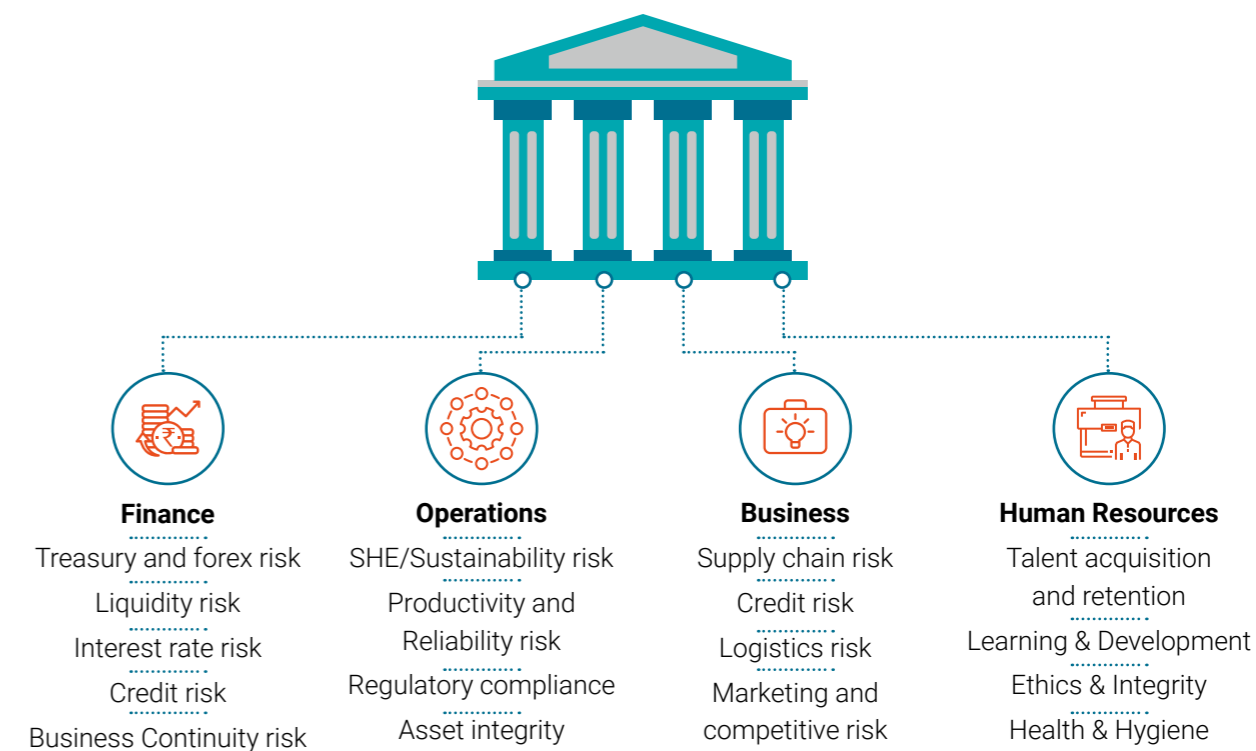 Finance
Treasury and forex risk
Liquidity risk
Interest rate risk
Credit risk
Business Continuity risk
Operations
SHE/Sustainability risk
Productivity and
Reliability risk
Regulatory compliance
Asset integrity
Business
Supply chain risk
Credit risk
Logistics risk
Marketing and
competitive risk
Human Resources
Talent acquisition
and retention
Learning & Development
Ethics & Integrity
Health & Hygiene